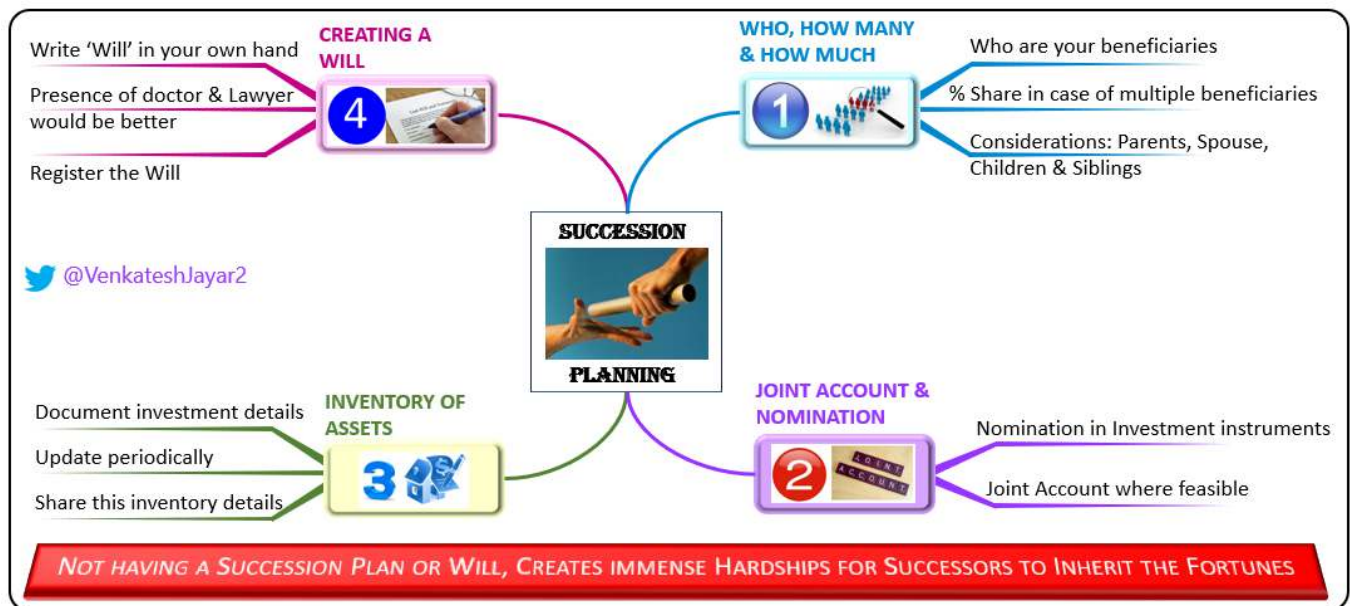 CREATING A
WILL
4
Write ‘Will’ in your own hand
Presence of doctor & Lawyer
would be better
Register the Will
WHO, HOW MANY
& HOW MUCH
1
Who are your beneficiaries
% Share in case of multiple beneficiaries
Considerations: Parents, Spouse,
Children & Siblings
SUCCESSION
PLANNING
@VenkateshJayar2
INVENTORY OF
ASSETS
3
Document investment details
Update periodically
Share this inventory details
JOINT ACCOUNT &
NOMINATION
2
JOINT
ACCOUNT
Nomination in Investment instruments
Joint Account where feasible
NOT HAVING A SUCCESSION PLAN OR WILL, CREATES IMMENSE HARDSHIPS FOR SUCCESSORS TO INHERIT THE FORTUNES